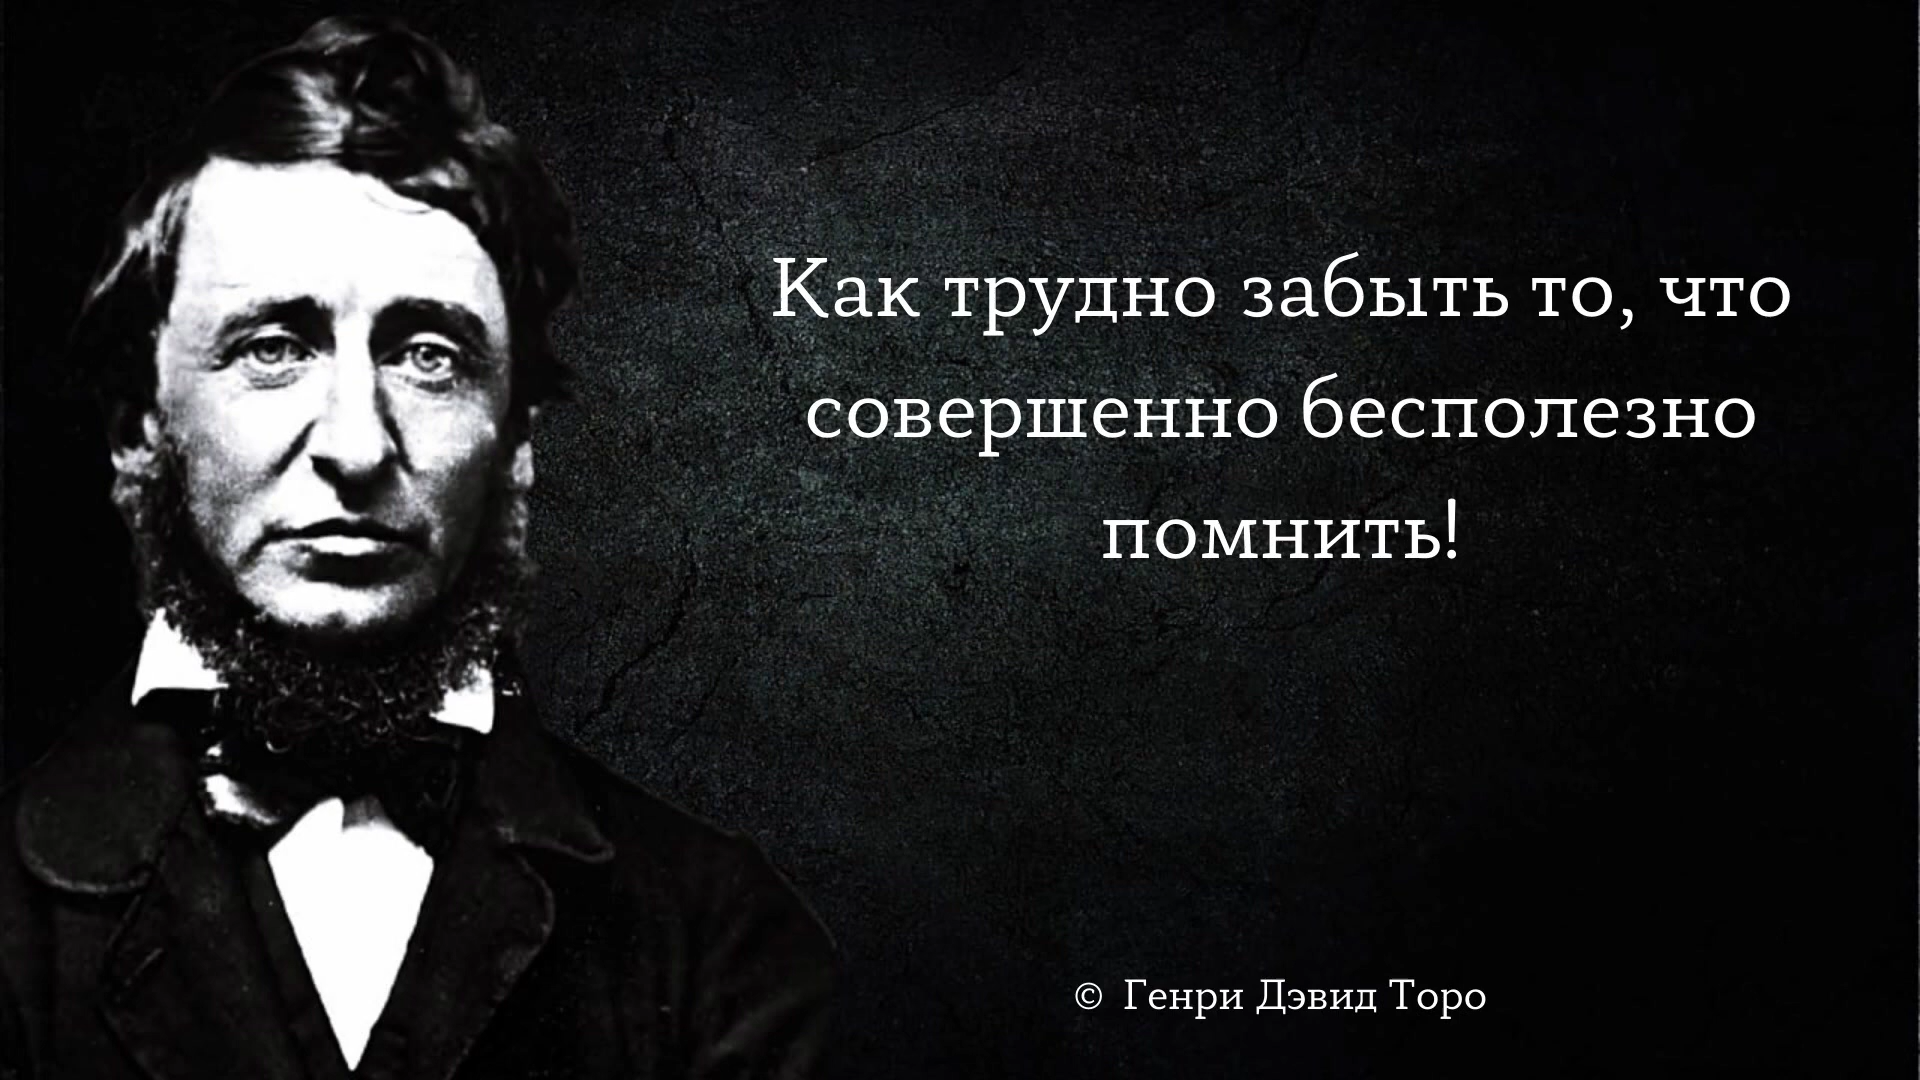 Как трудно забыть то, что
совершенно бесполезно
помнить!
© Генри Дэвид Торо